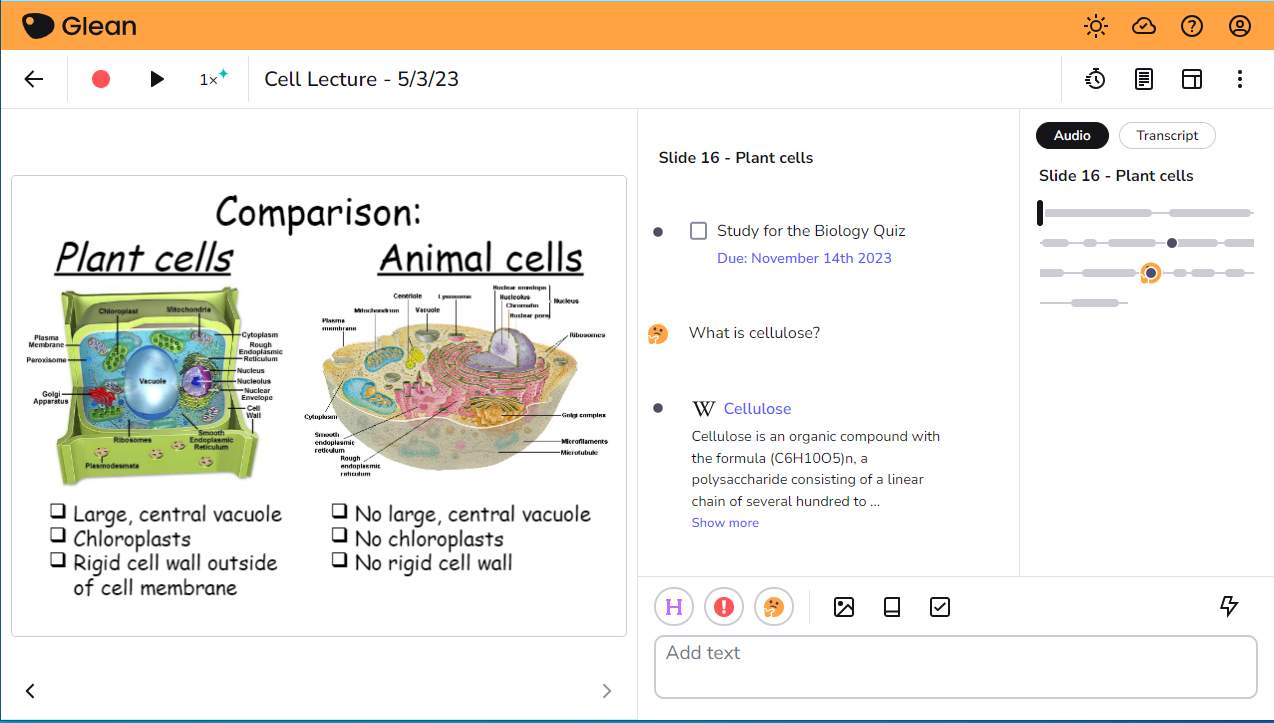 Glean
1×
Cell Lecture - 5/3/23
Comparison:
Plant cells
Animal cells
Chloroplast
Mitochondria
Plasma
Membrane
Peroxisome
Golgi
Apparatus
Ribosomes
Plasmodesmata
Vacuole
Cytoplasm
Rough
Endoplasmic
Reticulum
Nucleus
Nucleolus
Nuclear
Envelope
Cell
Wall
Smooth
Endoplasmic
Reticulum
Plasma
membrane
Mitochondrion
Centriole
Vacuole
Lysosome
Nuclear envelope
Nucleolus
Chromatin
Nuclear pore
Nucleus
Ribosomes
Cytoplasm
Smooth
endoplasmic
reticulum
Rough
endoplasmic
reticulum
Golgi complex
Microfilaments
Microtubule
❑ Large, central vacuole
❑ Chloroplasts
❑ Rigid cell wall outside
of cell membrane
❑ No large, central vacuole
❑ No chloroplasts
❑ No rigid cell wall
Slide 16 - Plant cells
Study for the Biology Quiz
Due: November 14th 2023
What is cellulose?
W Cellulose
Cellulose is an organic compound with
the formula (C6H10O5)n, a
polysaccharide consisting of a linear
chain of several hundred to ...
Show more
H
Add text
Audio
Transcript
Slide 16 - Plant cells